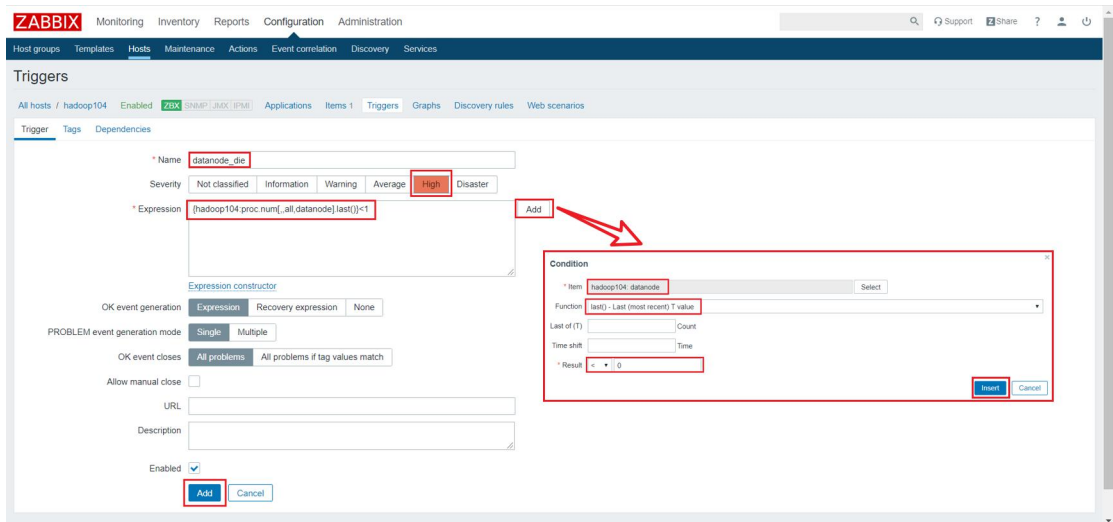 ZABBIX Monitoring Inventory Reports Configuration Administration Support Z Share ?
Host groups Templates Hosts Maintenance Actions Event correlation Discovery Services
Triggers
All hosts / hadoop104 Enabled ZBX SNMP JMX IPMI Applications Items 1 Triggers Graphs Discovery rules Web scenarios
Trigger Tags Dependencies
* Name datanode_die
Severity Not classified Information Warning Average High Disaster
* Expression {hadoop104:proc.num[,,all,datanode].last()}<1 Add
Expression constructor
OK event generation Expression Recovery expression None
PROBLEM event generation mode Single Multiple
OK event closes All problems All problems if tag values match
Allow manual close
URL
Description
Enabled
Add Cancel
Condition
* Item hadoop104: datanode Select
Function last() - Last (most recent) T value
Last of (T) Count
Time shift Time
* Result < 0
Insert Cancel